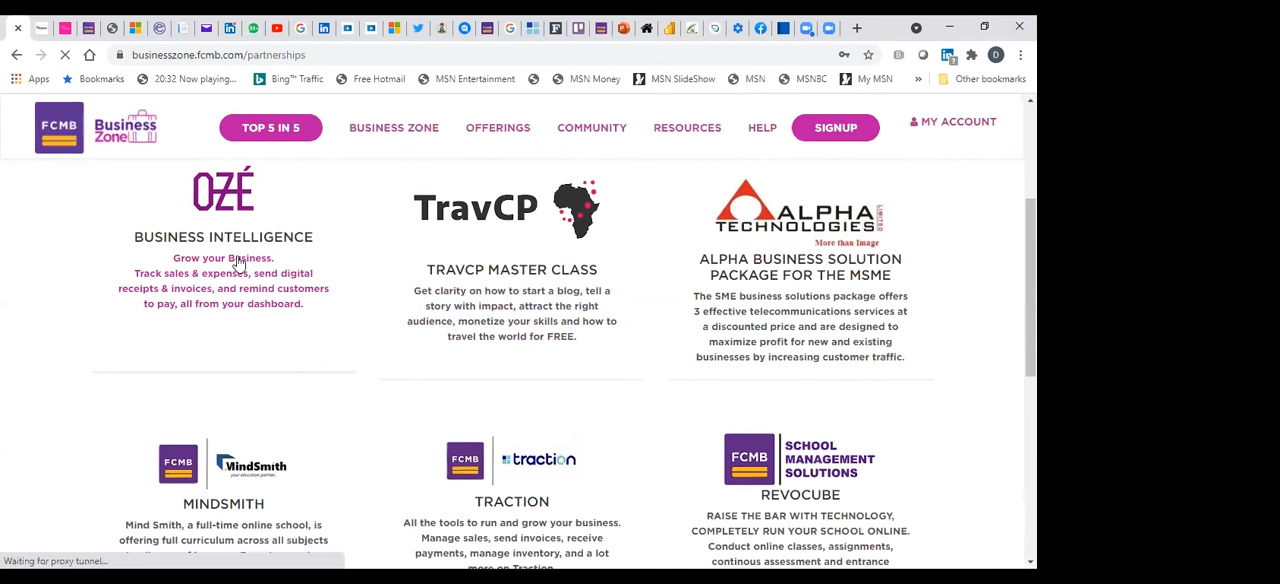 businesszone.fcmb.com/partnerships
D
Apps Bookmarks 20:32 Now playing... Bing™ Traffic Free Hotmail MSN Entertainment MSN Money MSN SlideShow MSN MSNBC My MSN » Other bookmarks
FCMB Business Zone TOP 5 IN 5 BUSINESS ZONE OFFERINGS COMMUNITY RESOURCES HELP SIGNUP MY ACCOUNT
OZÉ
BUSINESS INTELLIGENCE
Grow your Business.
Track sales & expenses, send digital
receipts & invoices, and remind customers
to pay, all from your dashboard.
TravCP
TRAVCP MASTER CLASS
Get clarity on how to start a blog, tell a
story with impact, attract the right
audience, monetize your skills and how to
travel the world for FREE.
ALPHA
TECHNOLOGIES LIMITED
More than Image
ALPHA BUSINESS SOLUTION
PACKAGE FOR THE MSME
The SME business solutions package offers
3 effective telecommunications services at
a discounted price and are designed to
maximize profit for new and existing
businesses by increasing customer traffic.
FCMB MindSmith
your education partner...
MINDSMITH
Mind Smith, a full-time online school, is
offering full curriculum across all subjects
FCMB traction
TRACTION
All the tools to run and grow your business.
Manage sales, send invoices, receive
payments, manage inventory, and a lot
more on Traction.
FCMB SCHOOL
MANAGEMENT
SOLUTIONS
REVOCUBE
RAISE THE BAR WITH TECHNOLOGY,
COMPLETELY RUN YOUR SCHOOL ONLINE.
Conduct online classes, assignments,
continous assessment and entrance
Waiting for proxy tunnel...